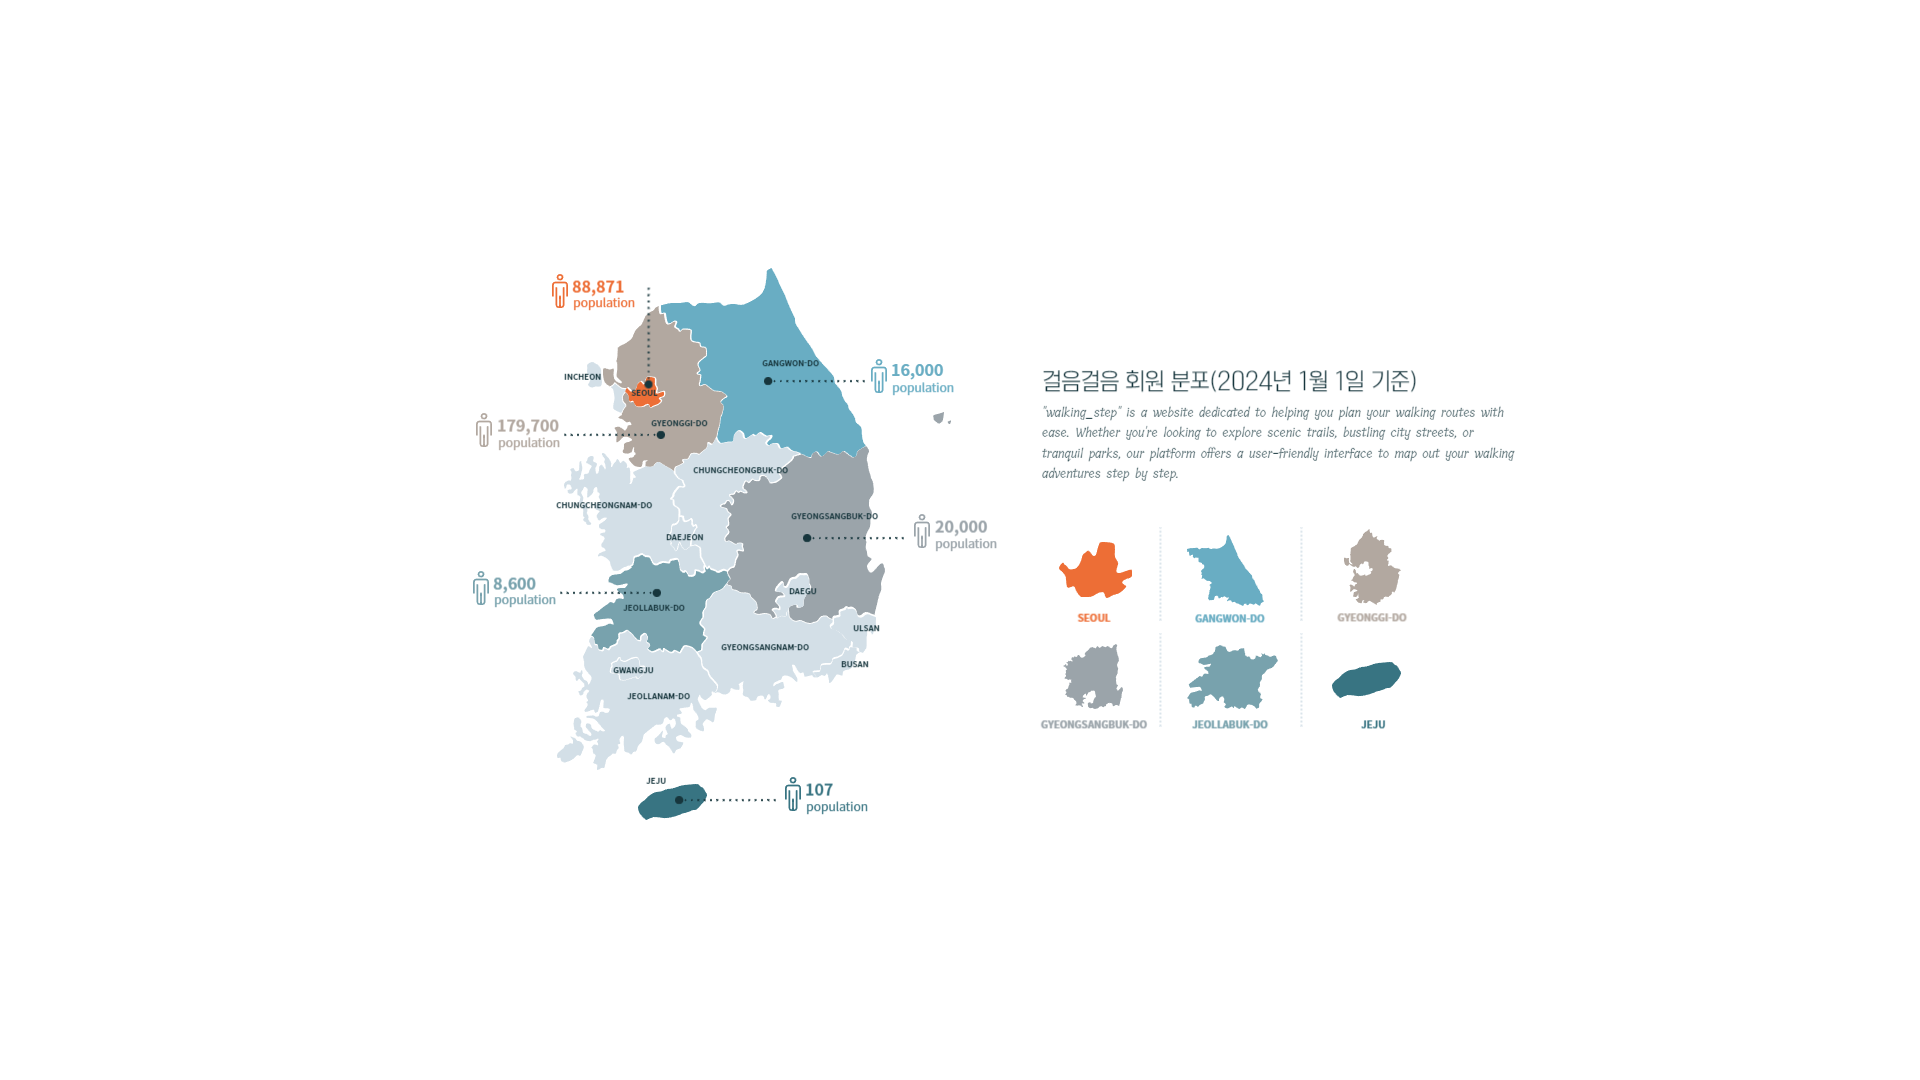 88,871
population
GANGWON-DO
16,000
population
INCHEON
SEOUL
GYEONGGI-DO
179,700
population
CHUNGCHEONGBUK-DO
CHUNGCHEONGNAM-DO
GYEONGSANGBUK-DO
20,000
population
DAEJEON
8,600
population
JEOLLABUK-DO
DAEGU
ULSAN
GYEONGSANGNAM-DO
BUSAN
GWANGJU
JEOLLANAM-DO
JEJU
107
population
걸음걸음 회원 분포(2024년 1월 1일 기준)
"walking_step" is a website dedicated to helping you plan your walking routes with
ease. Whether you're looking to explore scenic trails, bustling city streets, or
tranquil parks, our platform offers a user-friendly interface to map out your walking
adventures step by step.
SEOUL
GANGWON-DO
GYEONGGI-DO
GYEONGSANGBUK-DO
JEOLLABUK-DO
JEJU